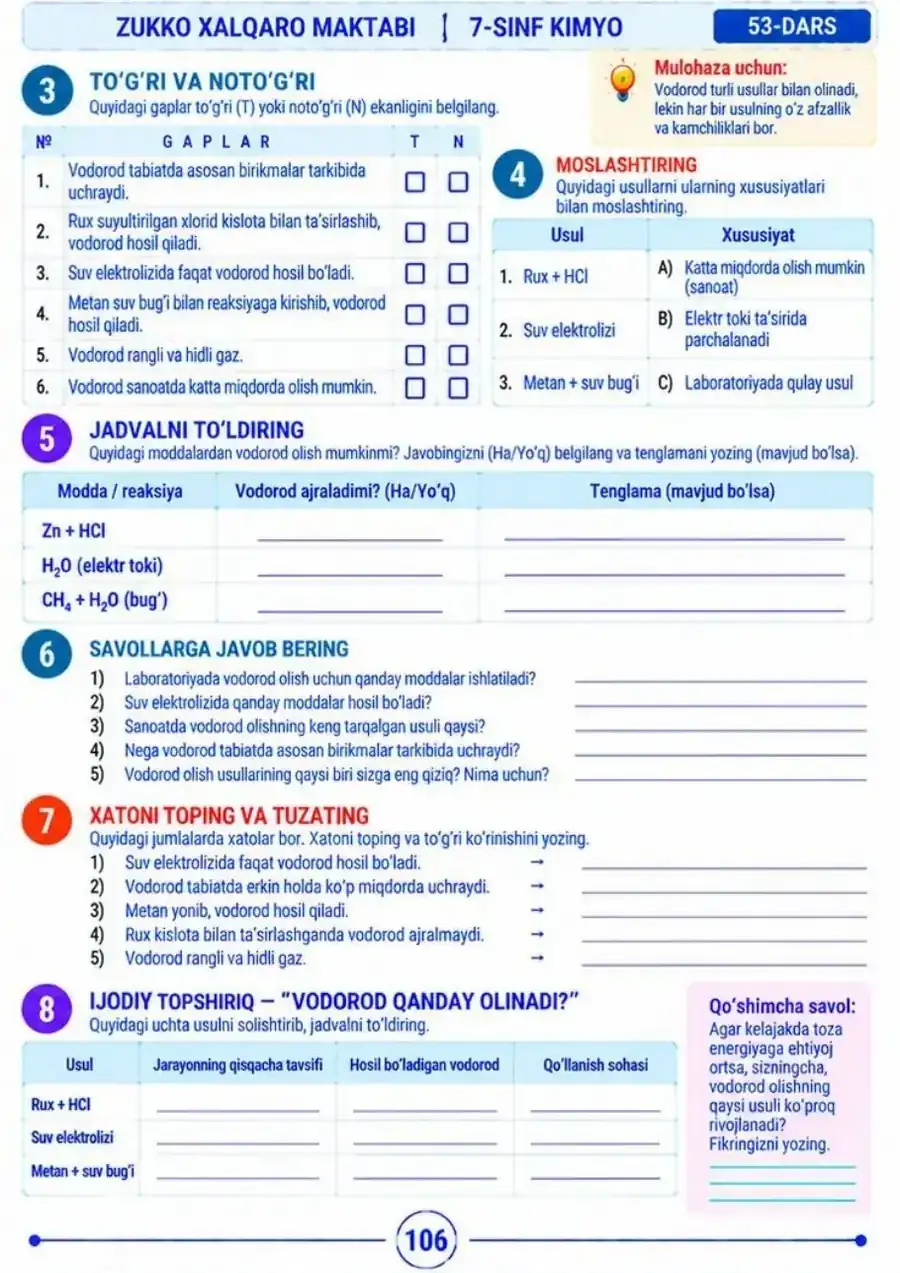 ZUKKO XALQARO MAKTABI | 7-SINF KIMYO
53-DARS
3 TO‘G‘RI VA NOTO‘G‘RI
Quyidagi gaplar to‘g‘ri (T) yoki noto‘g‘ri (N) ekanligini belgilang.
№ GAPLAR T N
1. Vodorod tabiatda asosan birikmalar tarkibida
uchraydi.
2. Rux suyultirilgan xlorid kislota bilan ta’sirlashib,
vodorod hosil qiladi.
3. Suv elektrolizida faqat vodorod hosil bo‘ladi.
4. Metan suv bug‘i bilan reaksiyaga kirishib, vodorod
hosil qiladi.
5. Vodorod rangli va hidli gaz.
6. Vodorod sanoatda katta miqdorda olish mumkin.
Mulohaza uchun:
Vodorod turli usullar bilan olinadi,
lekin har bir usulning o‘z afzallik
va kamchiliklari bor.
4 MOSLASHTIRING
Quyidagi usullarni ularning xususiyatlari
bilan moslashtiring.
Usul Xususiyat
1. Rux + HCl A) Katta miqdorda olish mumkin
(sanoat)
2. Suv elektrolizi B) Elektr toki ta’sirida
parchalanadi
3. Metan + suv bug‘i C) Laboratoriyada qulay usul
5 JADVALNI TO‘LDIRING
Quyidagi moddalardan vodorod olish mumkinmi? Javobingizni (Ha/Yo‘q) belgilang va tenglamani yozing (mavjud bo‘lsa).
Modda / reaksiya Vodorod ajraladimi? (Ha/Yo‘q) Tenglama (mavjud bo‘lsa)
Zn + HCl
H₂O (elektr toki)
CH₄ + H₂O (bug‘)
6 SAVOLLARGA JAVOB BERING
1) Laboratoriyada vodorod olish uchun qanday moddalar ishlatiladi?
2) Suv elektrolizida qanday moddalar hosil bo‘ladi?
3) Sanoatda vodorod olishning keng tarqalgan usuli qaysi?
4) Nega vodorod tabiatda asosan birikmalar tarkibida uchraydi?
5) Vodorod olish usullarining qaysi biri sizga eng qiziq? Nima uchun?
7 XATONI TOPING VA TUZATING
Quyidagi jumlalarda xatolar bor. Xatoni toping va to‘g‘ri ko‘rinishini yozing.
1) Suv elektrolizida faqat vodorod hosil bo‘ladi. →
2) Vodorod tabiatda erkin holda ko‘p miqdorda uchraydi. →
3) Metan yonib, vodorod hosil qiladi. →
4) Rux kislota bilan ta’sirlashganda vodorod ajralmaydi. →
5) Vodorod rangli va hidli gaz. →
8 IJODIY TOPSHIRIQ – “VODOROD QANDAY OLINADI?”
Quyidagi uchta usulni solishtirib, jadvalni to‘ldiring.
Usul Jarayonning qisqacha tavsifi Hosil bo‘ladigan vodorod Qo‘llanish sohasi
Rux + HCl
Suv elektrolizi
Metan + suv bug‘i
Qo‘shimcha savol:
Agar kelajakda toza
energiyaga ehtiyoj
ortsa, sizningcha,
vodorod olishning
qaysi usuli ko‘proq
rivojlanadi?
Fikringizni yozing.
106